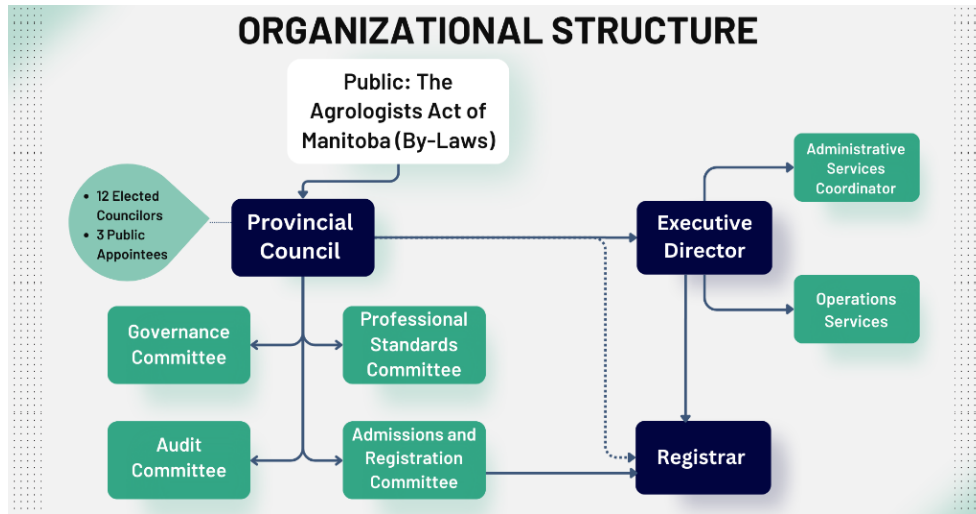 ORGANIZATIONAL STRUCTURE
Public: The
Agrologists Act of
Manitoba (By-Laws)
Administrative
Services
Coordinator
• 12 Elected
Councilors
• 3 Public
Appointees
Provincial
Council
Executive
Director
Operations
Services
Governance
Committee
Professional
Standards
Committee
Audit
Committee
Admissions and
Registration
Committee
Registrar